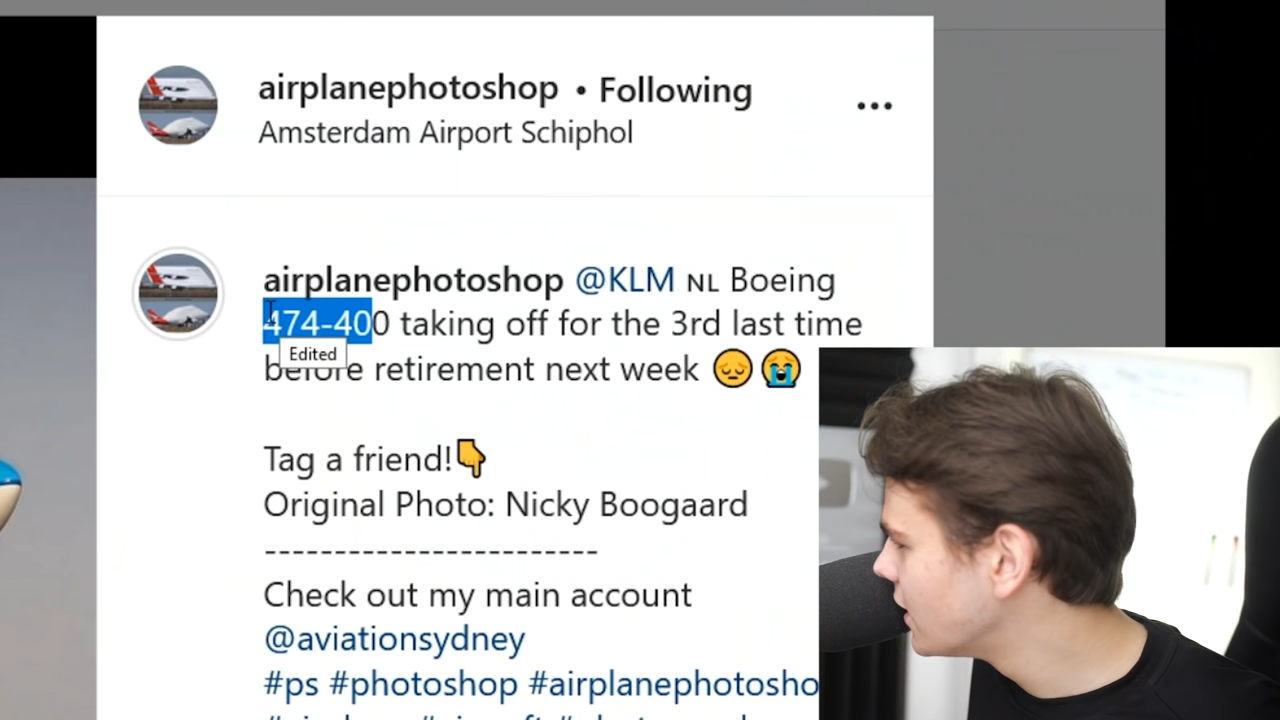 airplanephotoshop • Following
Amsterdam Airport Schiphol
airplanephotoshop @KLM ɴʟ Boeing
474-400 taking off for the 3rd last time
Edited
before retirement next week 😔😭
Tag a friend!👇
Original Photo: Nicky Boogaard
------------------------
Check out my main account
@aviationsydney
#ps #photoshop #airplanephotosho